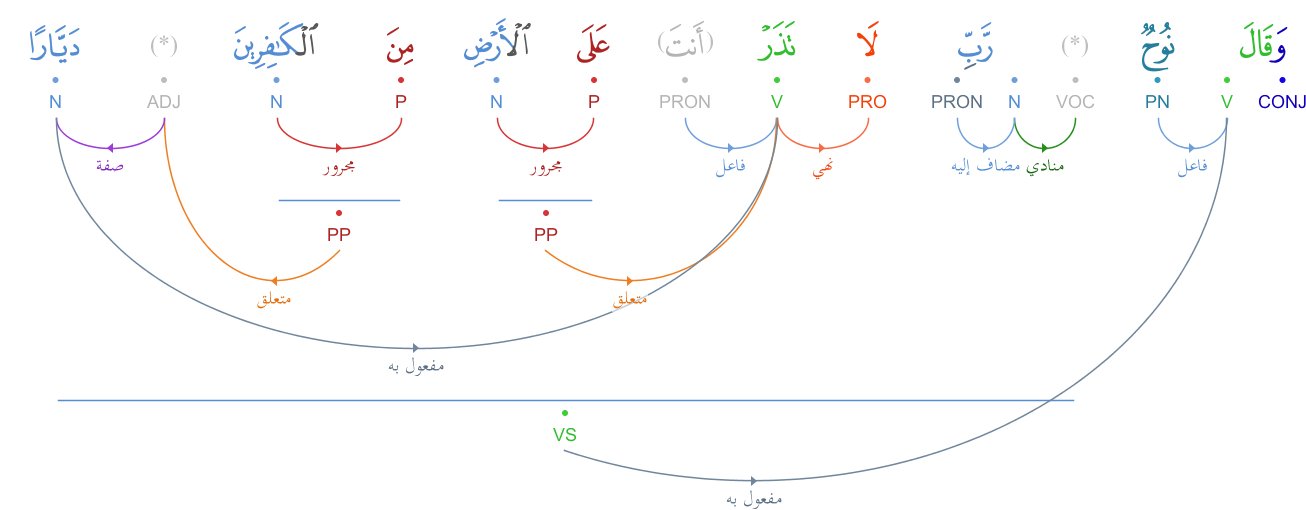 وَقَالَ نُوحٌ (*) رَّبِّ لَا تَذَرْ (أَنتَ) عَلَى ٱلْأَرْضِ مِنَ ٱلْكَـٰفِرِينَ (*) دَيَّارًا
CONJ V PN VOC N PRON PRO V PRON P N P N ADJ N
فاعل منادي مضاف إليه نهي فاعل مجرور مجرور صفة
PP PP
متعلق متعلق
مفعول به
VS
مفعول به